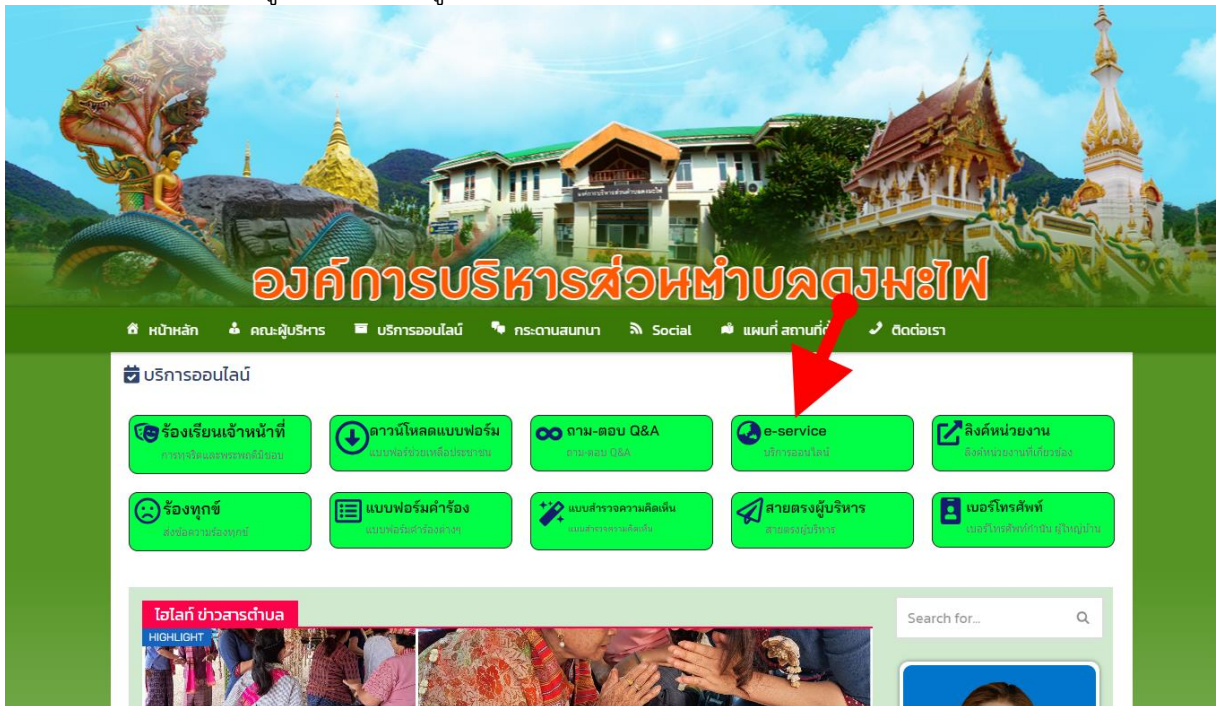 องค์การบริหารส่วนตำบลดงมะไฟ
หน้าหลัก คณะผู้บริหาร บริการออนไลน์ กระดานสนทนา Social แผนที่ สถานที่ ติดต่อเรา
บริการออนไลน์
ร้องเรียนเจ้าหน้าที่
การทุจริตและพระพฤติมิชอบ
ดาวน์โหลดแบบฟอร์ม
แบบฟอร์ช่วยเหลือประชาชน
ถาม-ตอบ Q&A
ถาม-ตอบ Q&A
e-service
บริการออนไลน์
ลิงค์หน่วยงาน
ลิงค์หน่วยงานที่เกี่ยวข้อง
ร้องทุกข์
ส่งข้อความร้องทุกข์
แบบฟอร์มคำร้อง
แบบฟอร์มคำร้องต่างๆ
แบบสำรวจความคิดเห็น
แบบสำรวจความคิดเห็น
สายตรงผู้บริหาร
สายตรงผู้บริหาร
เบอร์โทรศัพท์
เบอร์โทรศัพท์กำนัน ผู้ใหญ่บ้าน
ไฮไลท์ ข่าวสารตำบล
HIGHLIGHT
Search for...